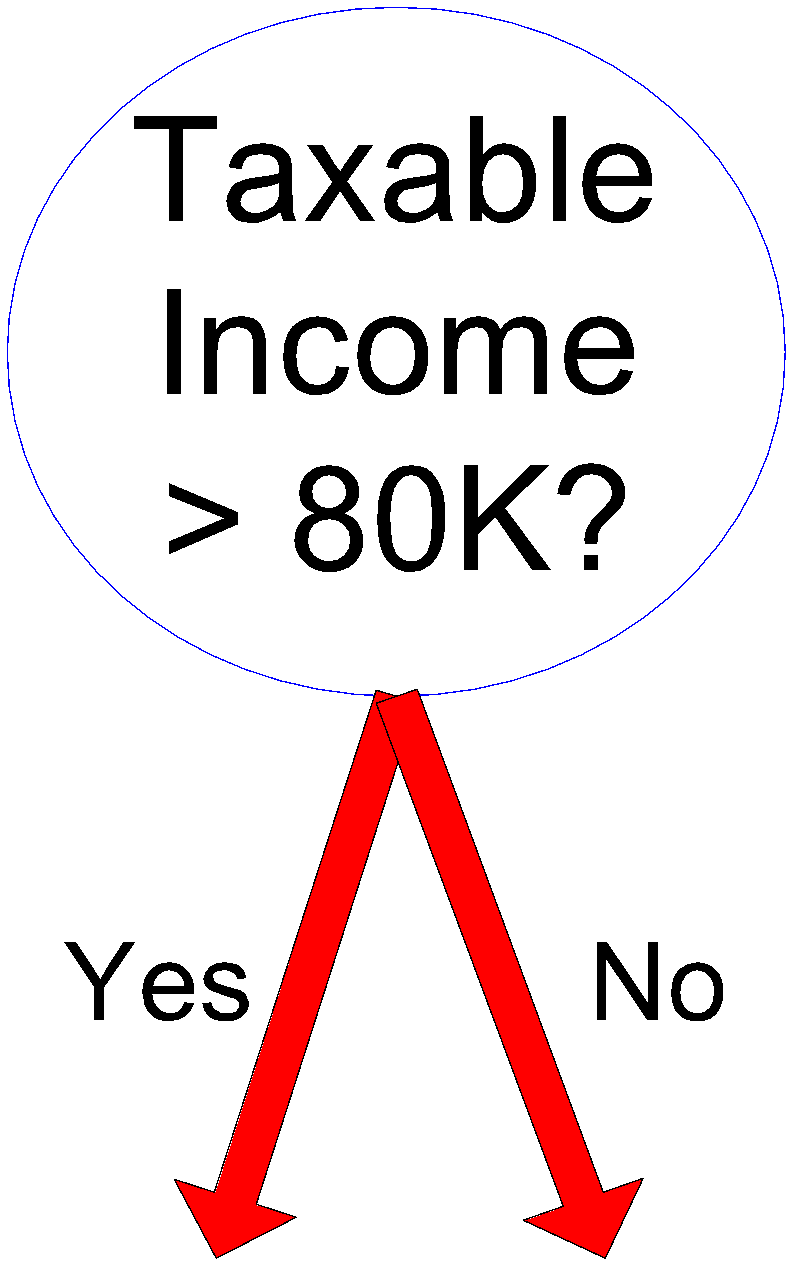 Taxable
Income
> 80K?
Yes
No